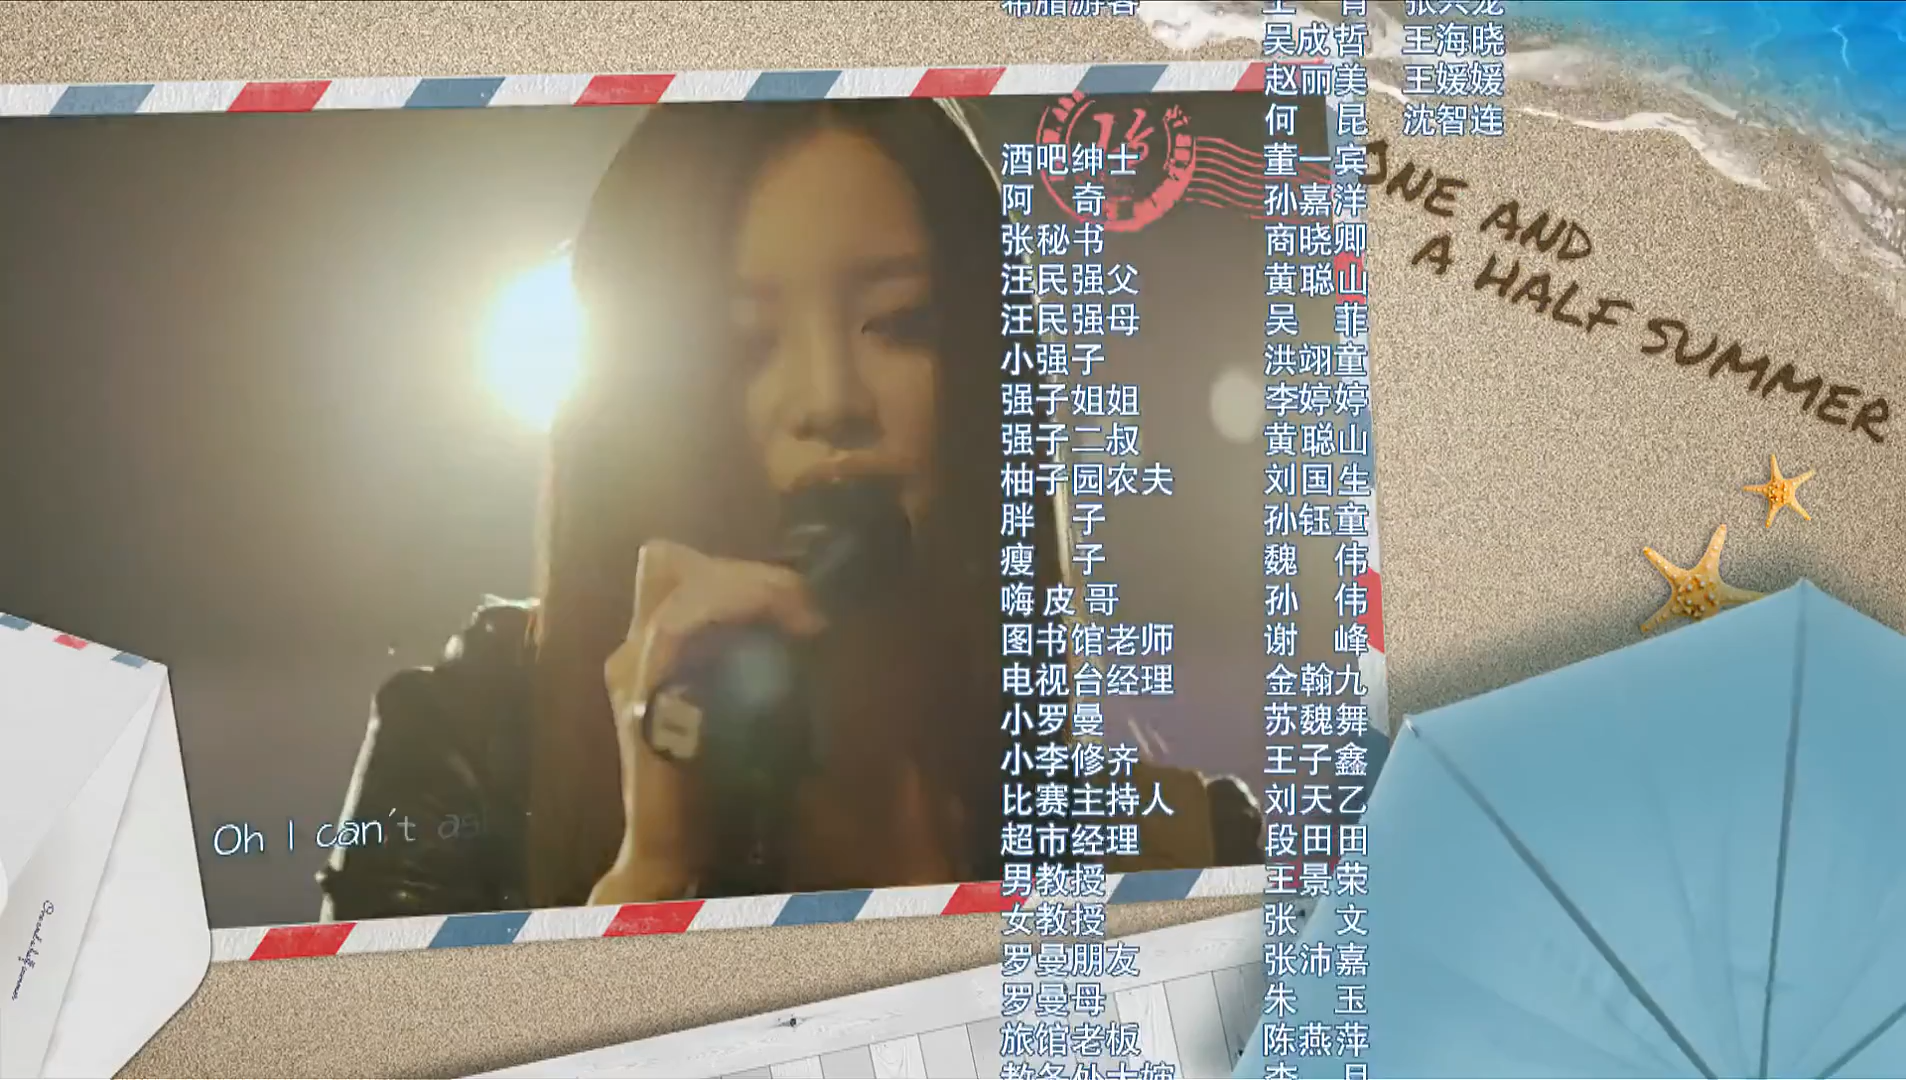 吴成哲 王海晓
赵丽美 王媛媛
何昆 沈智连
酒吧绅士 董一宾
阿奇 孙嘉洋
张秘书 商晓卿
汪民强父 黄聪山
汪民强母 吴菲
小强子 洪翊童
强子姐姐 李婷婷
强子二叔 黄聪山
柚子园农夫 刘国生
胖子 孙钰童
瘦子 魏伟
嗨皮哥 孙伟
图书馆老师 谢峰
电视台经理 金翰九
小罗曼 苏魏舞
小李修齐 王子鑫
比赛主持人 刘天乙
超市经理 段田田
男教授 王景荣
女教授 张文
罗曼朋友 张沛嘉
罗曼母 朱玉
旅馆老板 陈燕萍
ONE AND
A HALF SUMMER
Oh I can't as